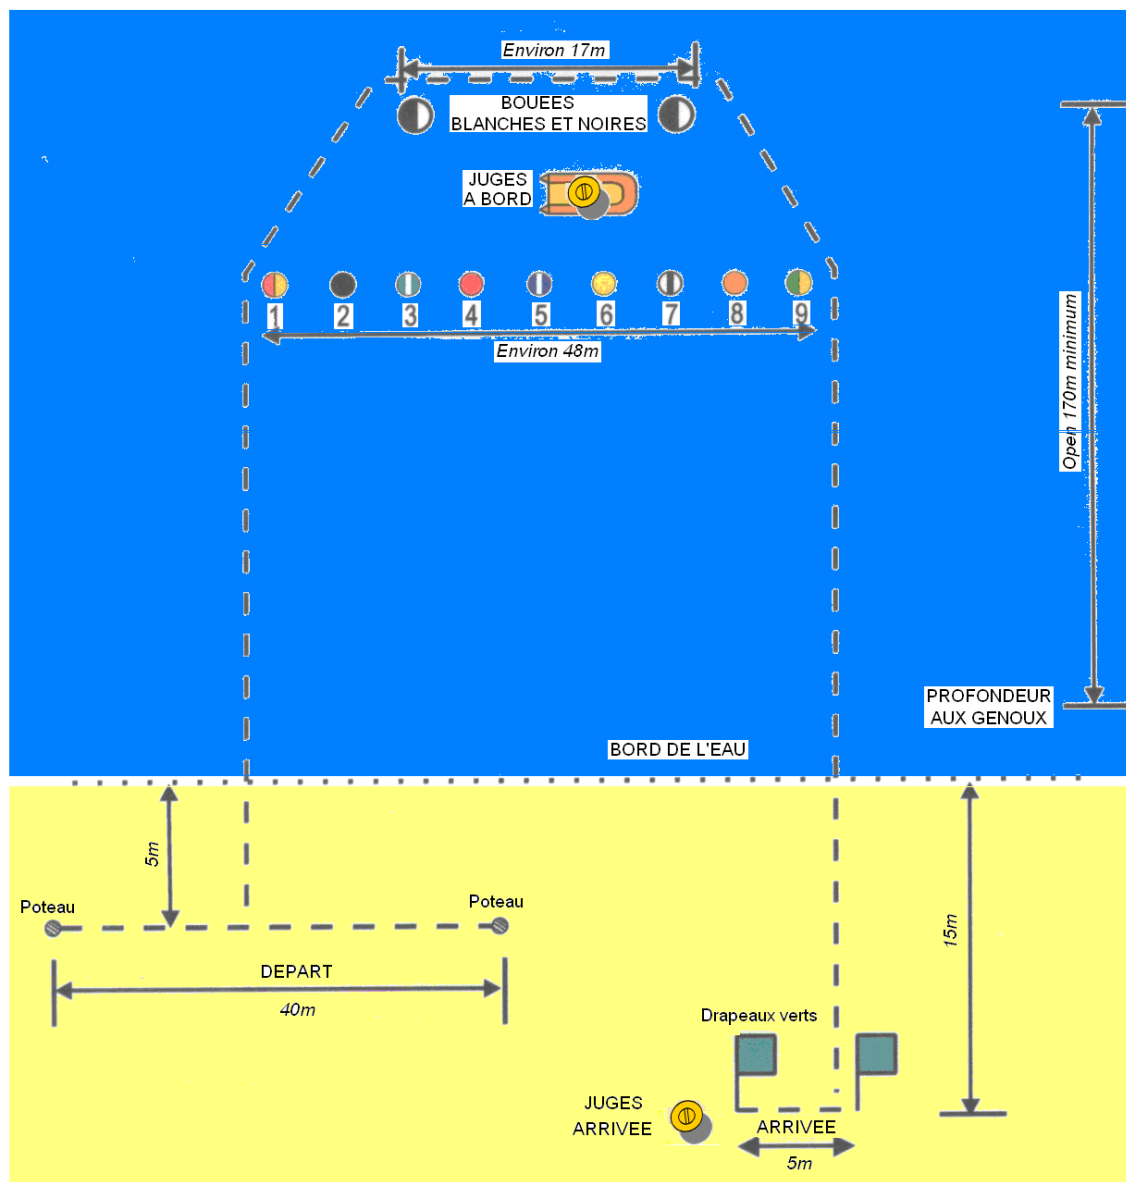 Environ 17m
BOUEES
BLANCHES ET NOIRES
JUGES
A BORD
1 2 3 4 5 6 7 8 9
Environ 48m
Open 170m minimum
PROFONDEUR
AUX GENOUX
BORD DE L'EAU
5m
Poteau
Poteau
15m
DEPART
40m
Drapeaux verts
JUGES
ARRIVEE
ARRIVEE
5m